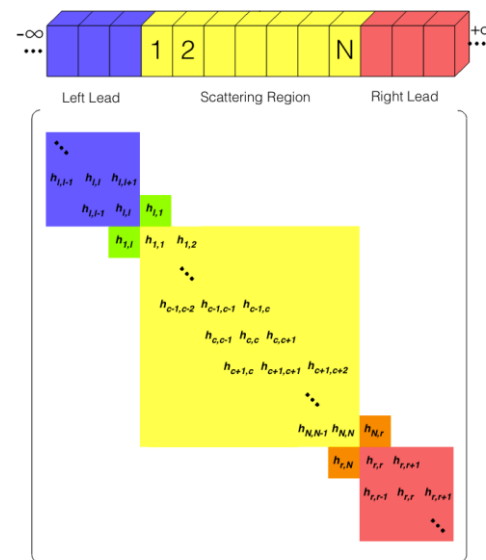 -∞ ... 1 2 N +
Left Lead Scattering Region Right Lead
h_{l,l-1} h_{l,l} h_{l,l+1}
h_{l,l-1} h_{l,l} h_{l,1}
h_{1,l} h_{1,1} h_{1,2}
h_{c-1,c-2} h_{c-1,c-1} h_{c-1,c}
h_{c,c-1} h_{c,c} h_{c,c+1}
h_{c+1,c} h_{c+1,c+1} h_{c+1,c+2}
h_{N,N-1} h_{N,N} h_{N,r}
h_{r,N} h_{r,r} h_{r,r+1}
h_{r,r-1} h_{r,r} h_{r,r+1}